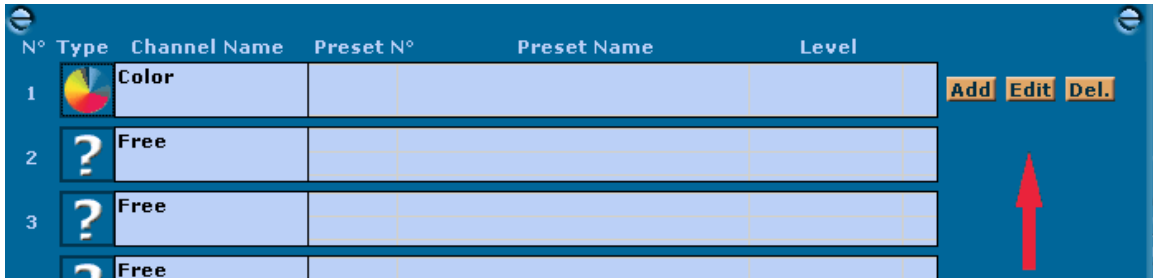 N° Type Channel Name Preset N° Preset Name Level
1 Color Add Edit Del.
2 ? Free
3 ? Free
? Free